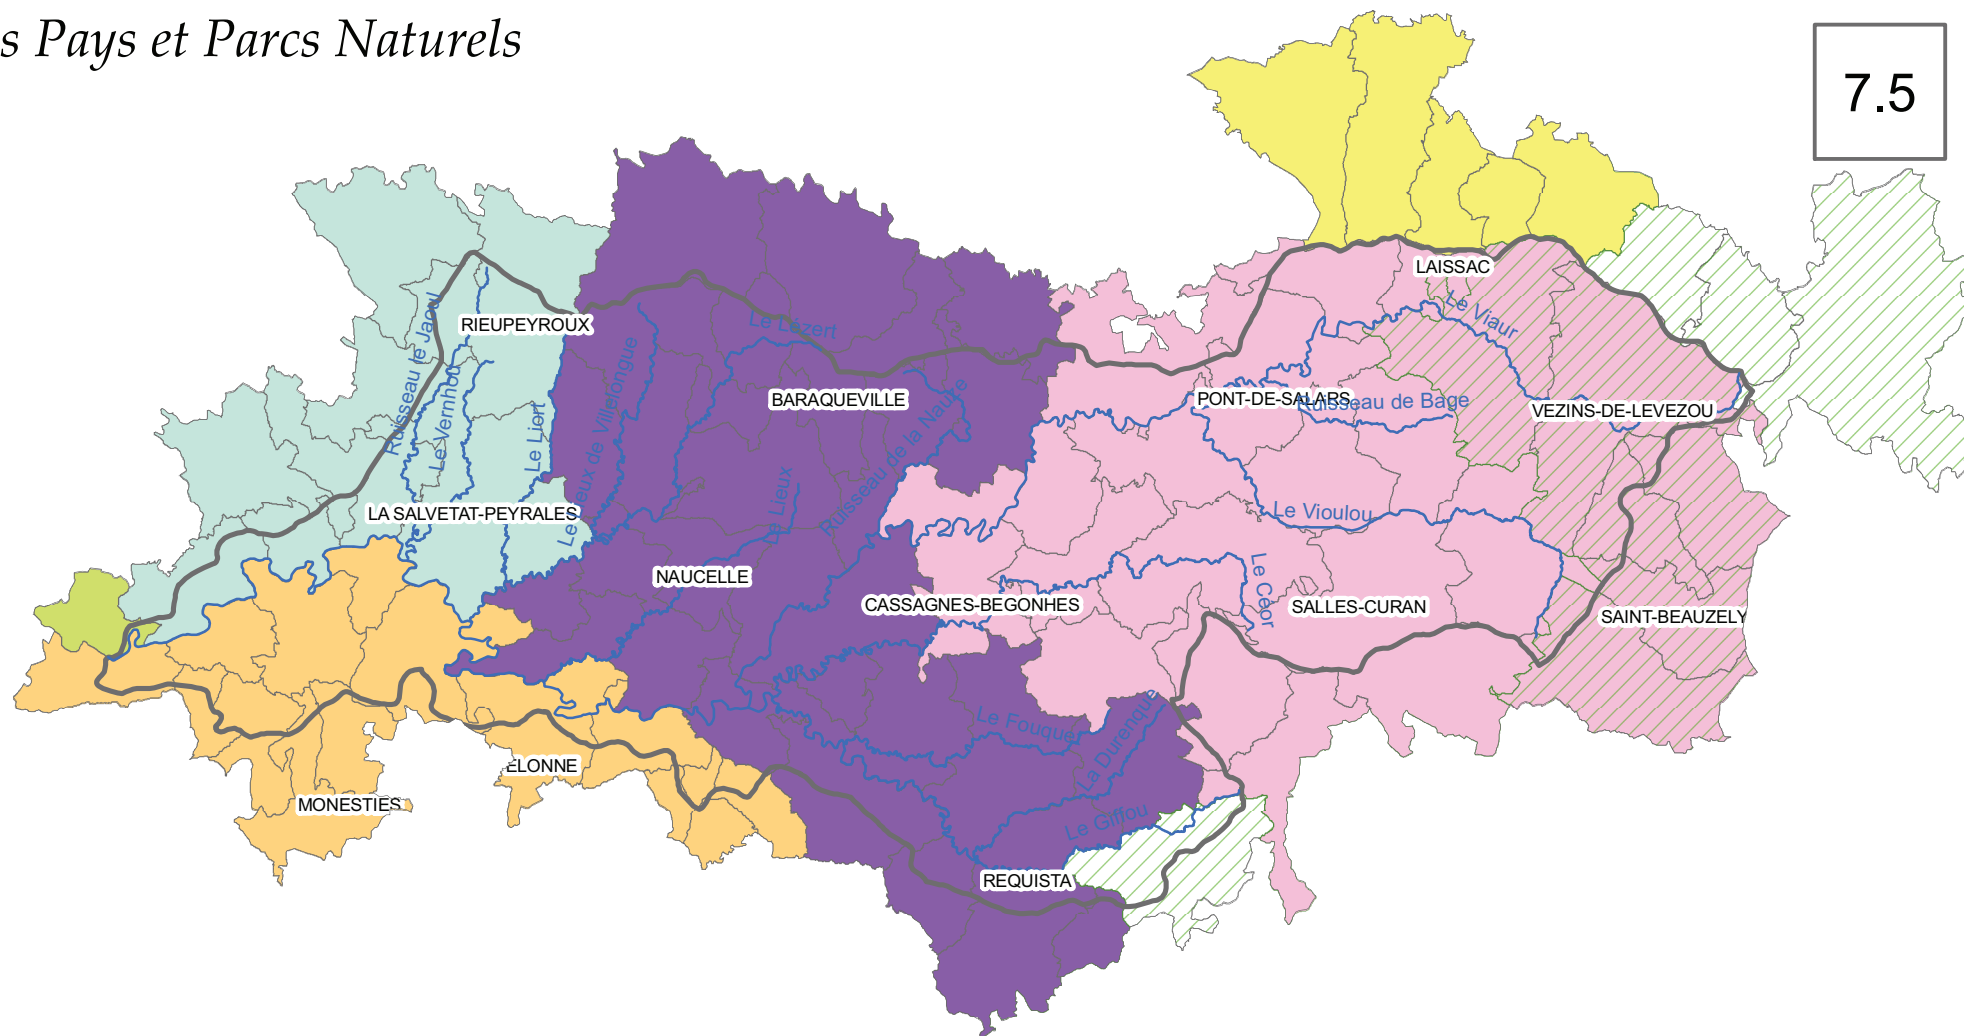 s Pays et Parcs Naturels
7.5
LAISSAC
Le Viaur
RIEUPEYROUX
Ruisseau le Jaoul
Le Lézert
Le Vernhou
Le Liort
Le Lieux de Villelongue
BARAQUEVILLE
Ruisseau de la Nauze
PONT-DE-SALARS
Ruisseau de Bage
VEZINS-DE-LEVEZOU
LA SALVETAT-PEYRALES
Le Lieux
Le Vioulou
NAUCELLE
CASSAGNES-BEGONHES
Le Céor
SALLES-CURAN
SAINT-BEAUZELY
Le Fouquet
La Durenque
ELONNE
MONESTIES
Le Giffou
REQUISTA